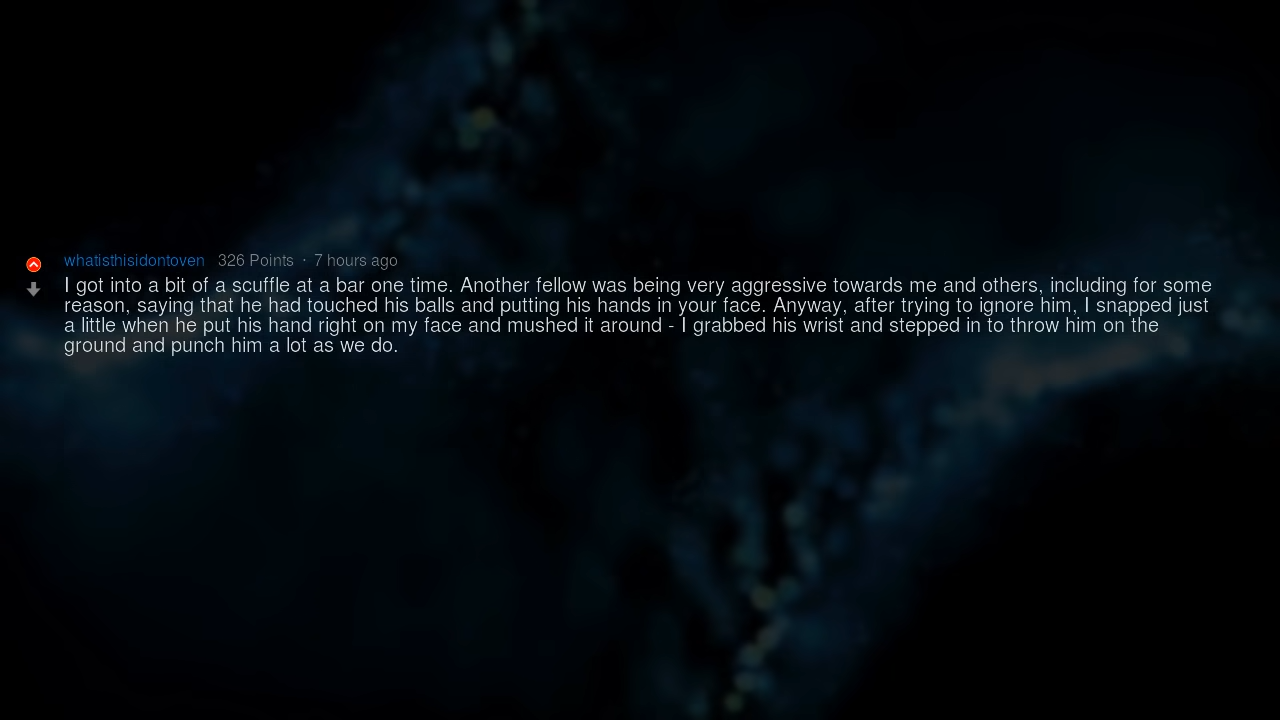 whatisthisidontoven 326 Points · 7 hours ago
I got into a bit of a scuffle at a bar one time. Another fellow was being very aggressive towards me and others, including for some
reason, saying that he had touched his balls and putting his hands in your face. Anyway, after trying to ignore him, I snapped just
a little when he put his hand right on my face and mushed it around - I grabbed his wrist and stepped in to throw him on the
ground and punch him a lot as we do.